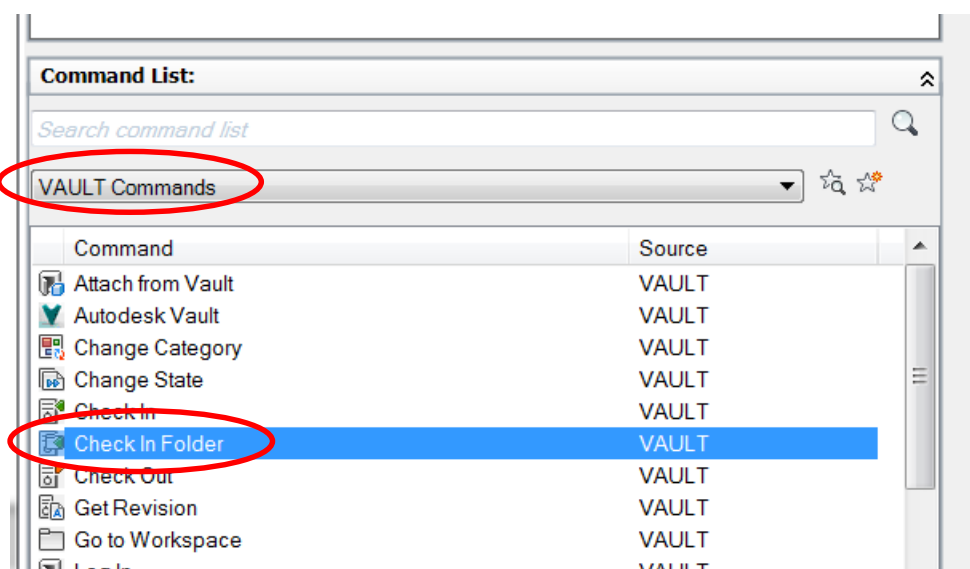 Command List:
Search command list
VAULT Commands
Command Source
Attach from Vault VAULT
Autodesk Vault VAULT
Change Category VAULT
Change State VAULT
Check In VAULT
Check In Folder VAULT
Check Out VAULT
Get Revision VAULT
Go to Workspace VAULT
Log In VAULT